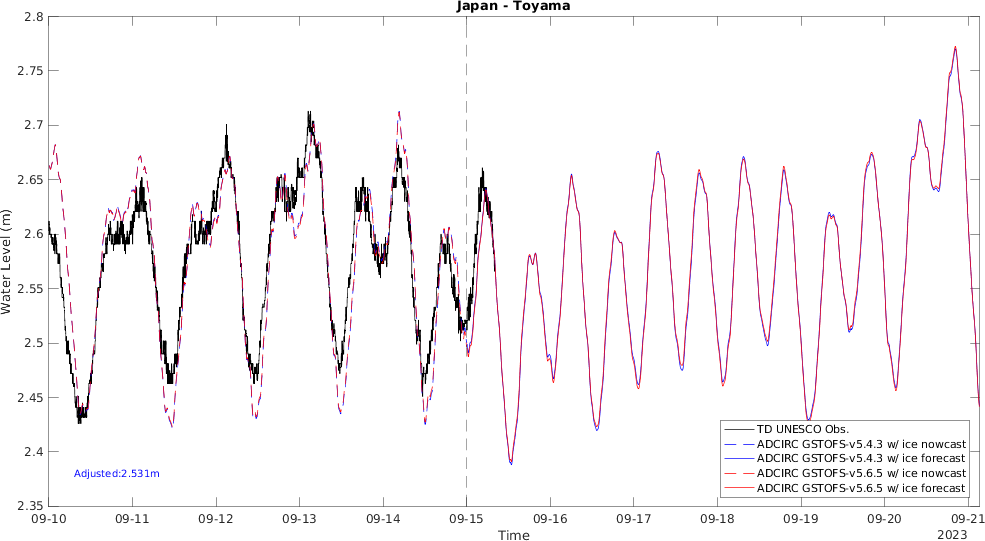 Japan - Toyama
2.8
2.75
2.7
2.65
2.6
2.55
2.5
2.45
2.4
2.35
Water Level (m)
Adjusted:2.531m
TD UNESCO Obs.
ADCIRC GSTOFS-v5.4.3 w/ ice nowcast
ADCIRC GSTOFS-v5.4.3 w/ ice forecast
ADCIRC GSTOFS-v5.6.5 w/ ice nowcast
ADCIRC GSTOFS-v5.6.5 w/ ice forecast
09-10 09-11 09-12 09-13 09-14 09-15 09-16 09-17 09-18 09-19 09-20 09-21
Time
2023